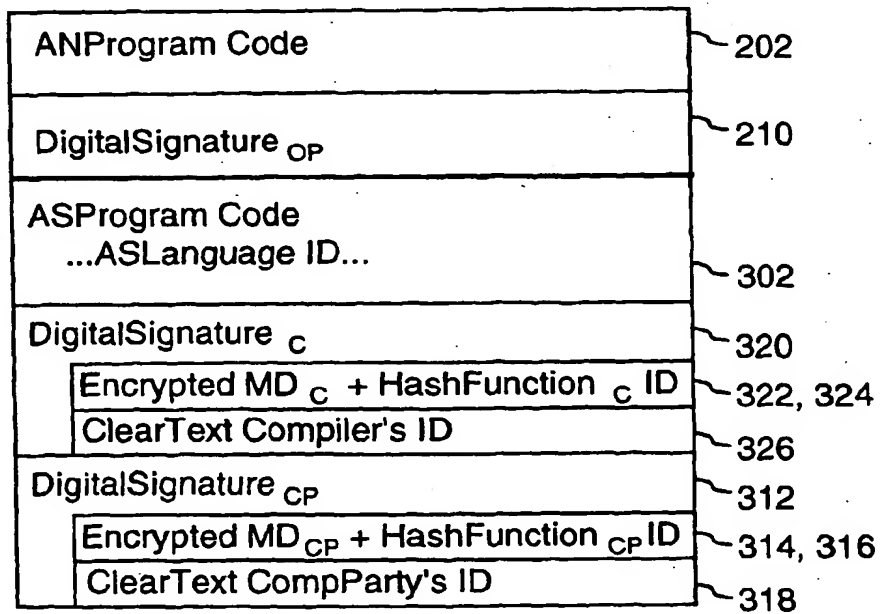 ANProgram Code 202
DigitalSignature OP 210
ASProgram Code
...ASLanguage ID... 302
DigitalSignature C 320
Encrypted MD C + HashFunction C ID 322, 324
ClearText Compiler's ID 326
DigitalSignature CP 312
Encrypted MD CP + HashFunction CP ID 314, 316
ClearText CompParty's ID 318